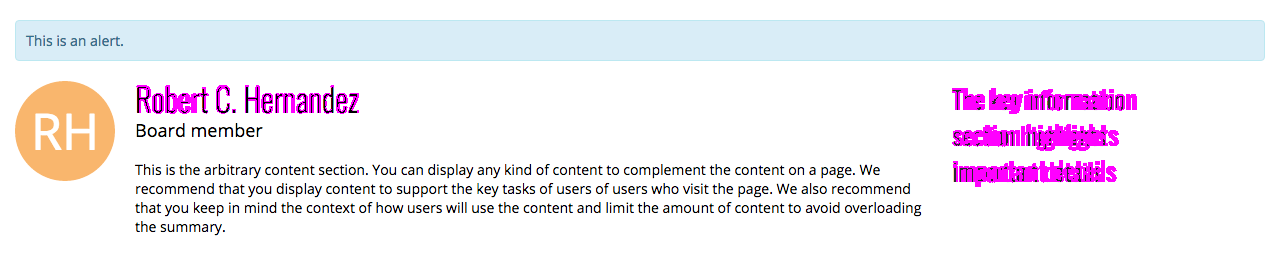 This is an alert.
RH
Robert C. Hernandez
Board member
This is the arbitrary content section. You can display any kind of content to complement the content on a page. We
recommend that you display content to support the key tasks of users of users who visit the page. We also recommend
that you keep in mind the context of how users will use the content and limit the amount of content to avoid overloading
the summary.
The key information
section highlights
important details